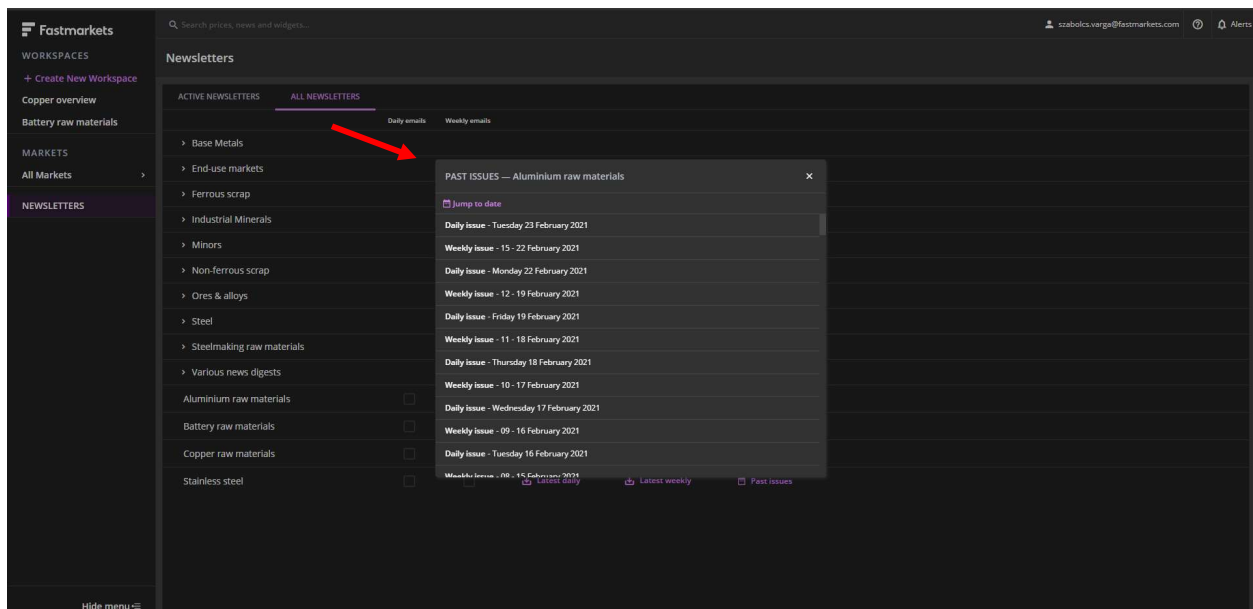 Fastmarkets
Search prices, news and widgets...
szabolcs.varga@fastmarkets.com
Alerts
WORKSPACES
+ Create New Workspace
Copper overview
Battery raw materials
MARKETS
All Markets
NEWSLETTERS
Hide menu
Newsletters
ACTIVE NEWSLETTERS
ALL NEWSLETTERS
Daily emails
Weekly emails
Base Metals
End-use markets
Ferrous scrap
Industrial Minerals
Minors
Non-ferrous scrap
Ores & alloys
Steel
Steelmaking raw materials
Various news digests
Aluminium raw materials
Battery raw materials
Copper raw materials
Stainless steel
Latest daily
Latest weekly
Past issues
PAST ISSUES — Aluminium raw materials
Jump to date
Daily issue - Tuesday 23 February 2021
Weekly issue - 15 - 22 February 2021
Daily issue - Monday 22 February 2021
Weekly issue - 12 - 19 February 2021
Daily issue - Friday 19 February 2021
Weekly issue - 11 - 18 February 2021
Daily issue - Thursday 18 February 2021
Weekly issue - 10 - 17 February 2021
Daily issue - Wednesday 17 February 2021
Weekly issue - 09 - 16 February 2021
Daily issue - Tuesday 16 February 2021
Weekly issue - 08 - 15 February 2021